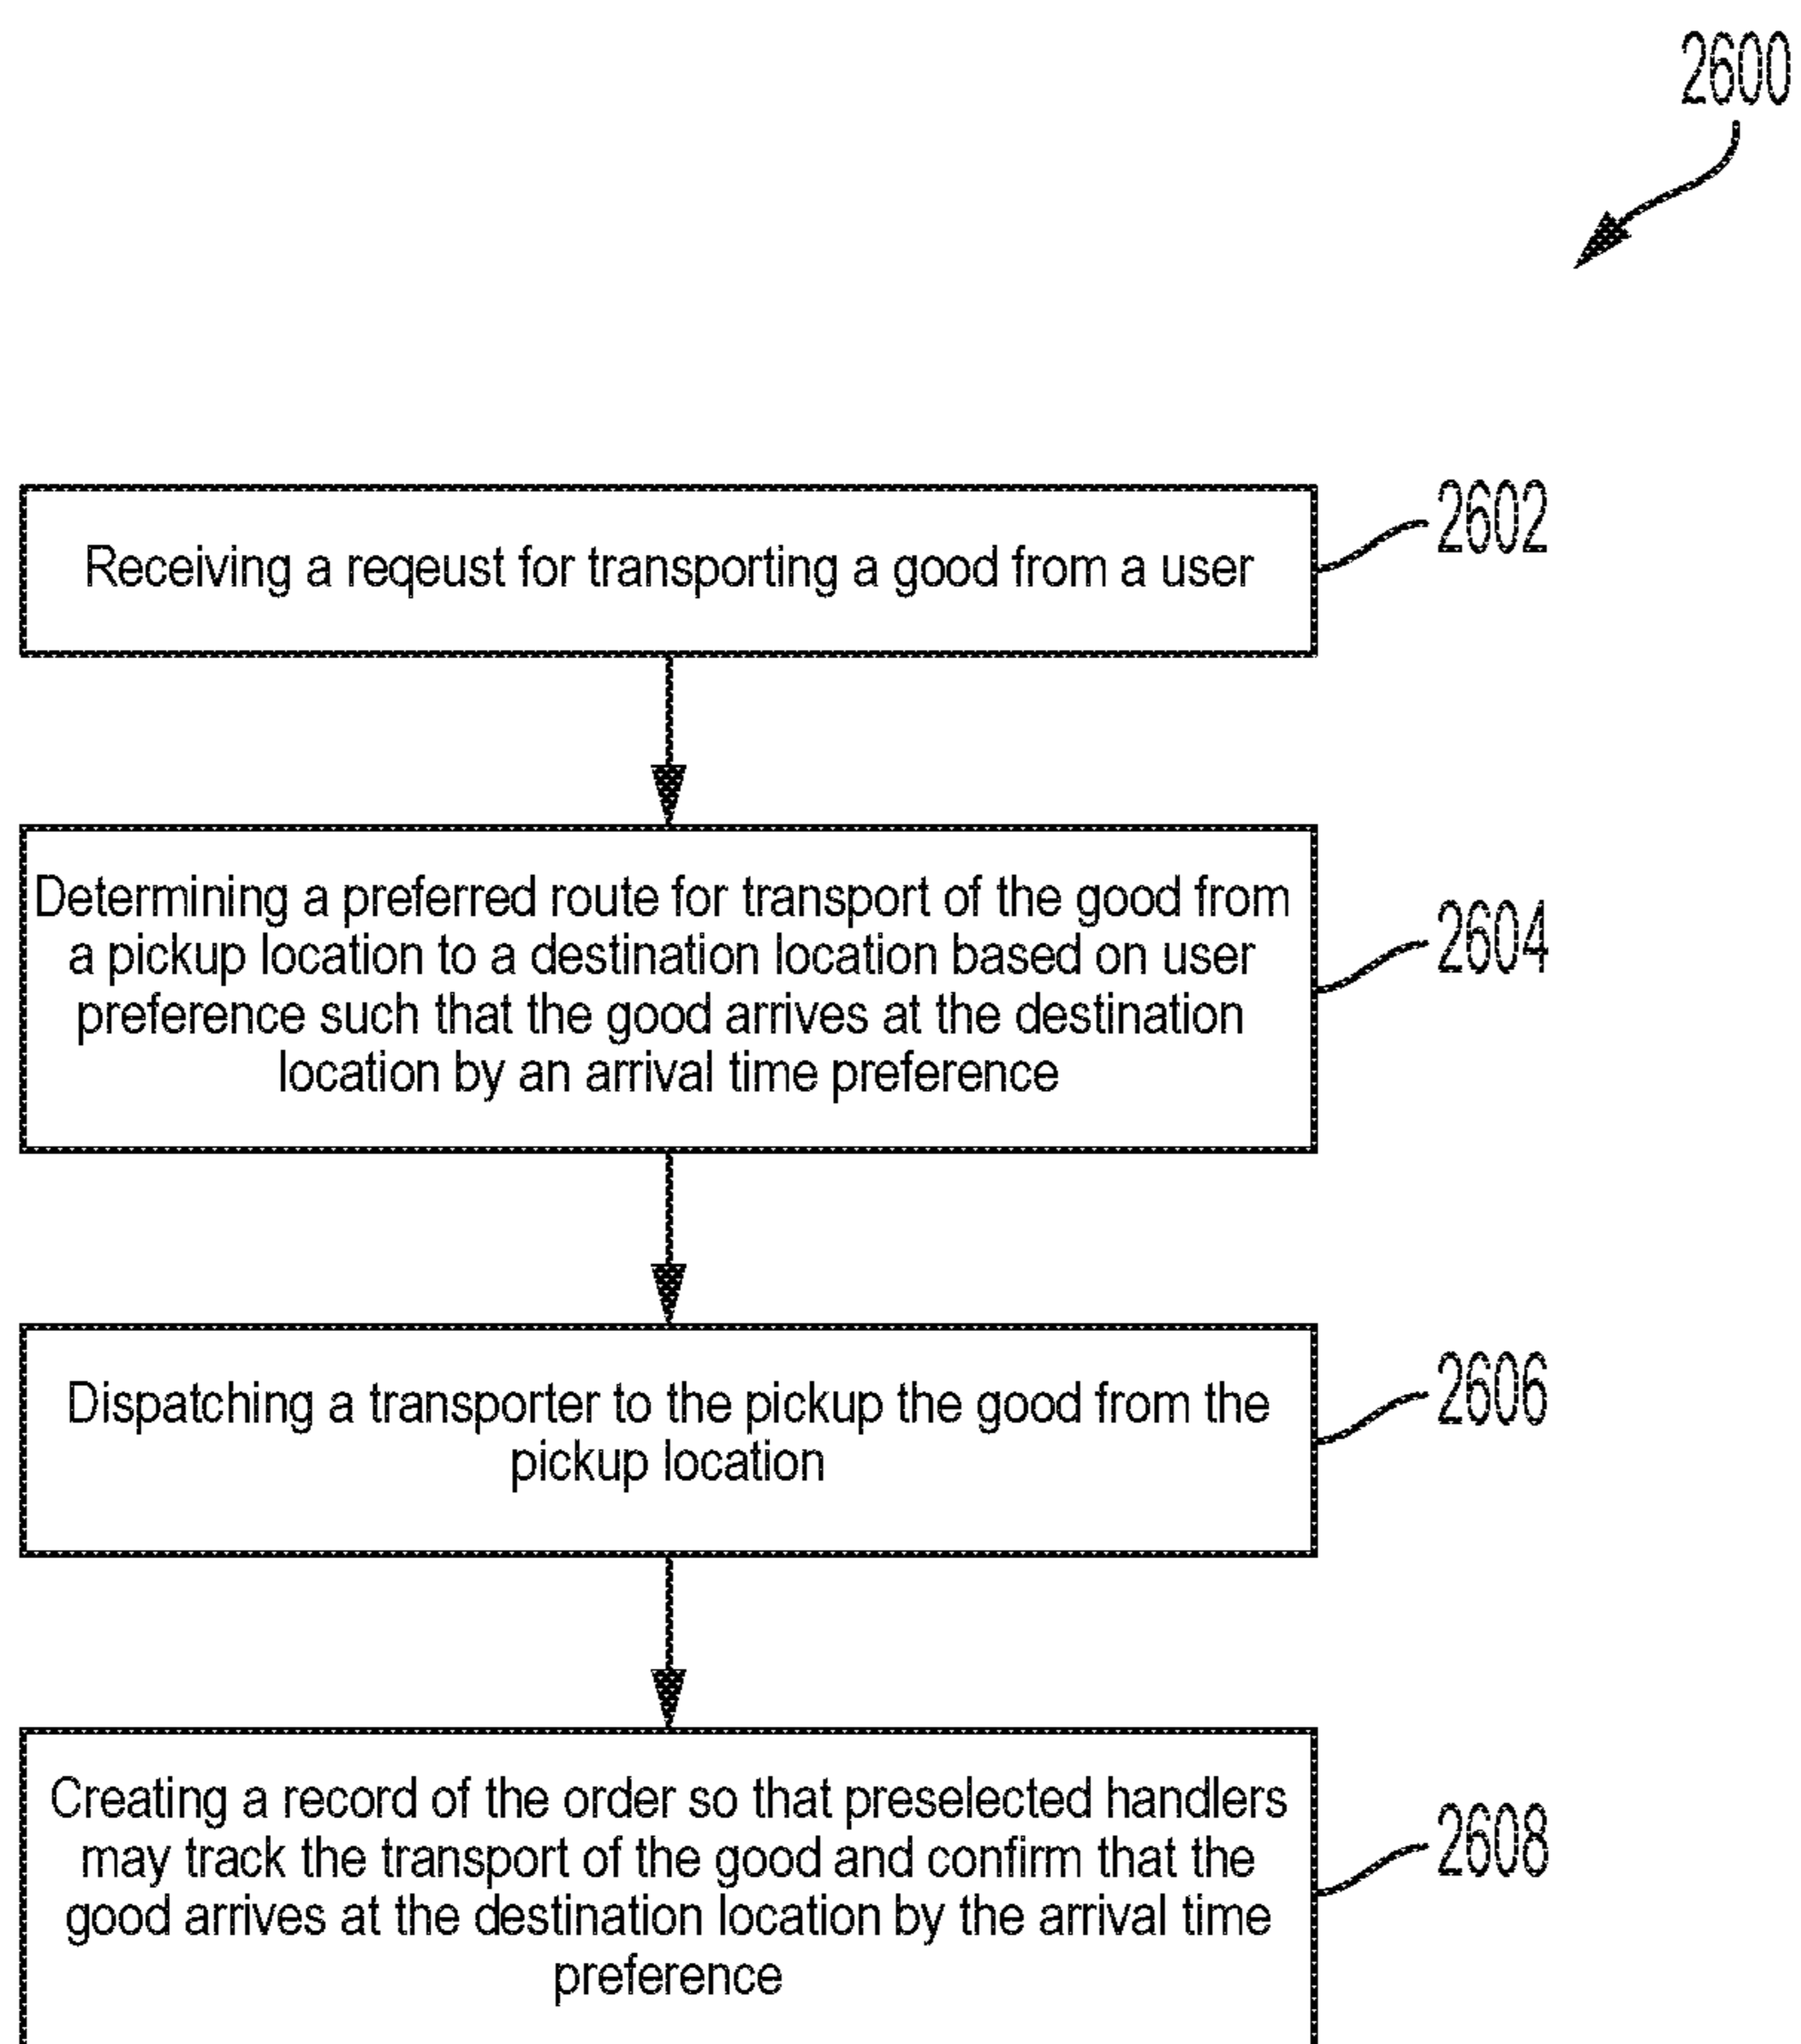 2600
Receiving a reqeust for transporting a good from a user
2602
Determining a preferred route for transport of the good from
a pickup location to a destination location based on user
preference such that the good arrives at the destination
location by an arrival time preference
2604
Dispatching a transporter to the pickup the good from the
pickup location
2606
Creating a record of the order so that preselected handlers
may track the transport of the good and confirm that the
good arrives at the destination location by the arrival time
preference
2608